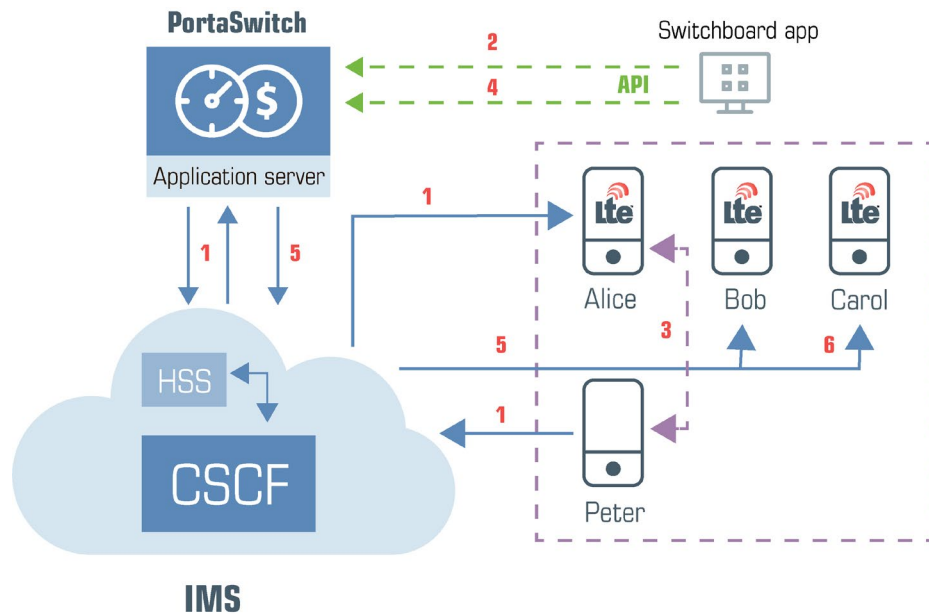 PortaSwitch
2
Switchboard app
4
API
$
Application server
1
5
1
Lte
Lte
Lte
Alice
Bob
Carol
3
5
6
HSS
1
CSCF
Peter
IMS